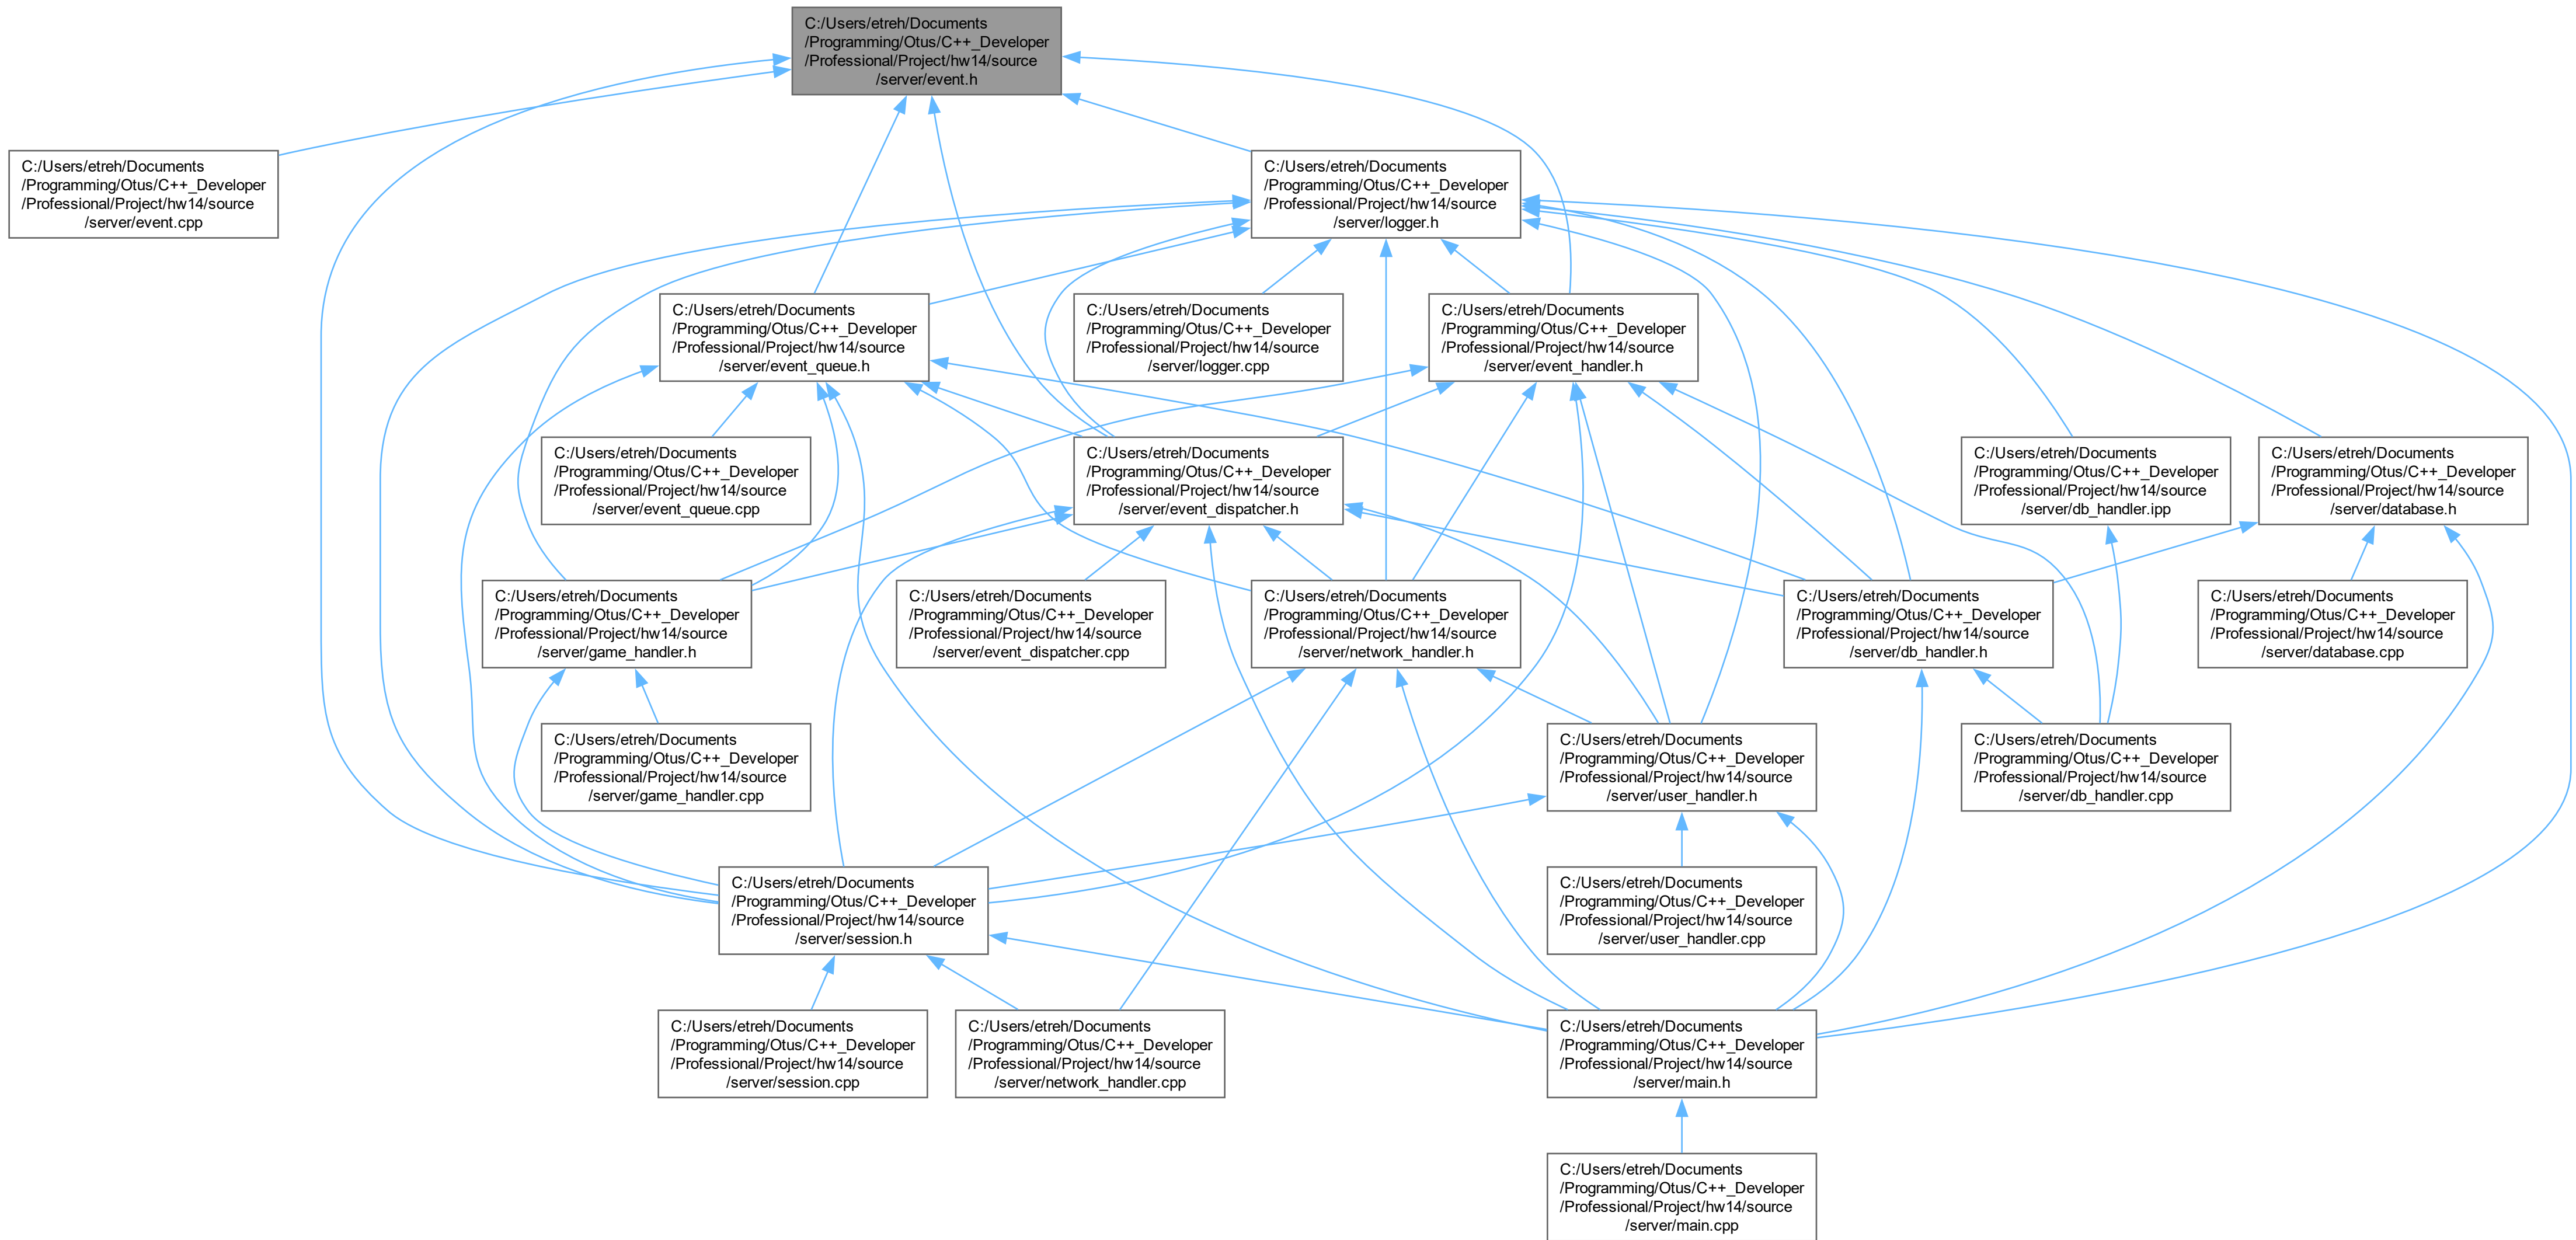 C:/Users/etreh/Documents
/Programming/Otus/C++_Developer
/Professional/Project/hw14/source
/server/event.h
C:/Users/etreh/Documents
/Programming/Otus/C++_Developer
/Professional/Project/hw14/source
/server/event.cpp
C:/Users/etreh/Documents
/Programming/Otus/C++_Developer
/Professional/Project/hw14/source
/server/logger.h
C:/Users/etreh/Documents
/Programming/Otus/C++_Developer
/Professional/Project/hw14/source
/server/event_queue.h
C:/Users/etreh/Documents
/Programming/Otus/C++_Developer
/Professional/Project/hw14/source
/server/logger.cpp
C:/Users/etreh/Documents
/Programming/Otus/C++_Developer
/Professional/Project/hw14/source
/server/event_handler.h
C:/Users/etreh/Documents
/Programming/Otus/C++_Developer
/Professional/Project/hw14/source
/server/event_queue.cpp
C:/Users/etreh/Documents
/Programming/Otus/C++_Developer
/Professional/Project/hw14/source
/server/event_dispatcher.h
C:/Users/etreh/Documents
/Programming/Otus/C++_Developer
/Professional/Project/hw14/source
/server/db_handler.ipp
C:/Users/etreh/Documents
/Programming/Otus/C++_Developer
/Professional/Project/hw14/source
/server/database.h
C:/Users/etreh/Documents
/Programming/Otus/C++_Developer
/Professional/Project/hw14/source
/server/game_handler.h
C:/Users/etreh/Documents
/Programming/Otus/C++_Developer
/Professional/Project/hw14/source
/server/event_dispatcher.cpp
C:/Users/etreh/Documents
/Programming/Otus/C++_Developer
/Professional/Project/hw14/source
/server/network_handler.h
C:/Users/etreh/Documents
/Programming/Otus/C++_Developer
/Professional/Project/hw14/source
/server/db_handler.h
C:/Users/etreh/Documents
/Programming/Otus/C++_Developer
/Professional/Project/hw14/source
/server/database.cpp
C:/Users/etreh/Documents
/Programming/Otus/C++_Developer
/Professional/Project/hw14/source
/server/game_handler.cpp
C:/Users/etreh/Documents
/Programming/Otus/C++_Developer
/Professional/Project/hw14/source
/server/user_handler.h
C:/Users/etreh/Documents
/Programming/Otus/C++_Developer
/Professional/Project/hw14/source
/server/db_handler.cpp
C:/Users/etreh/Documents
/Programming/Otus/C++_Developer
/Professional/Project/hw14/source
/server/session.h
C:/Users/etreh/Documents
/Programming/Otus/C++_Developer
/Professional/Project/hw14/source
/server/user_handler.cpp
C:/Users/etreh/Documents
/Programming/Otus/C++_Developer
/Professional/Project/hw14/source
/server/session.cpp
C:/Users/etreh/Documents
/Programming/Otus/C++_Developer
/Professional/Project/hw14/source
/server/network_handler.cpp
C:/Users/etreh/Documents
/Programming/Otus/C++_Developer
/Professional/Project/hw14/source
/server/main.h
C:/Users/etreh/Documents
/Programming/Otus/C++_Developer
/Professional/Project/hw14/source
/server/main.cpp